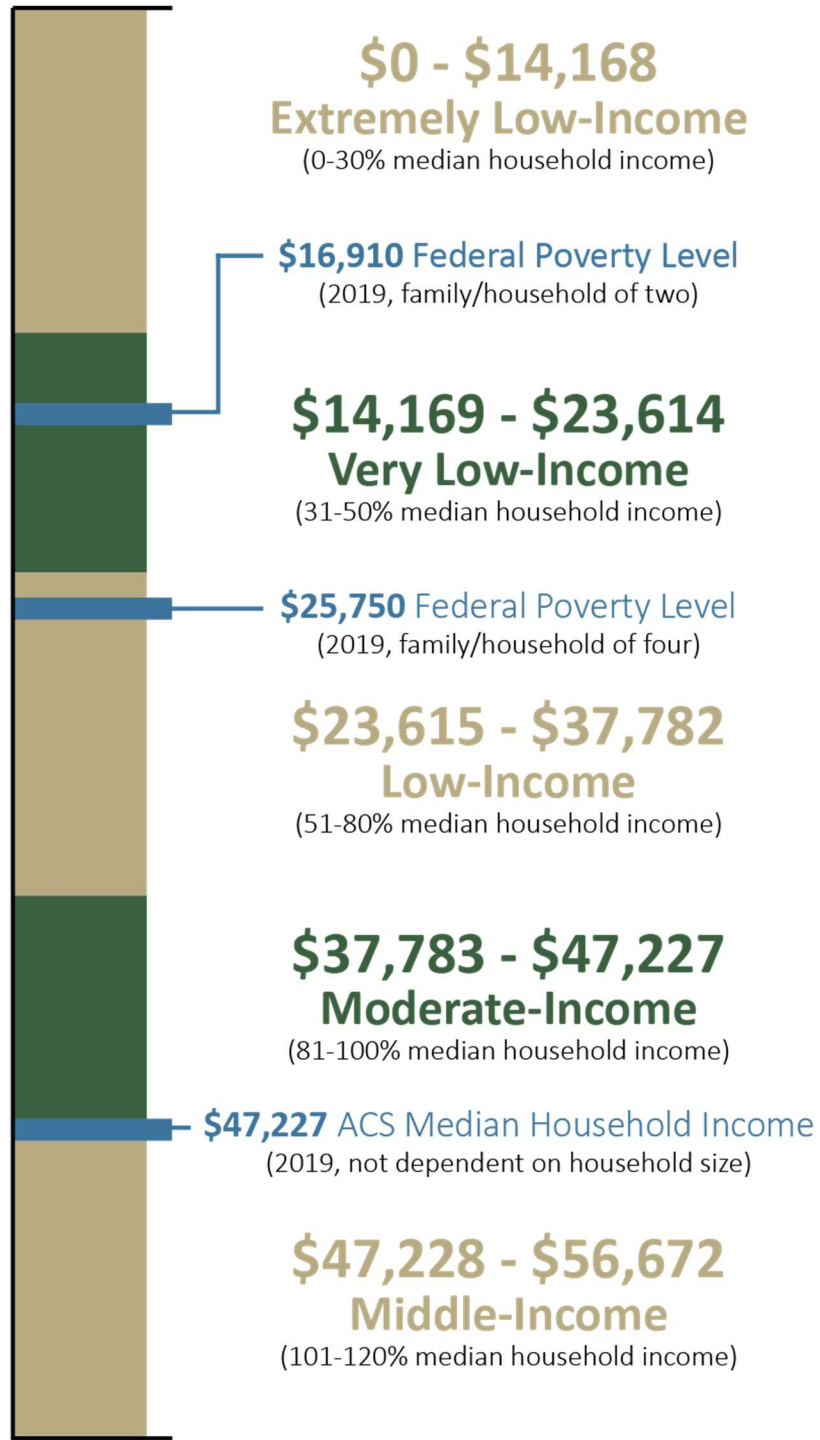 $0 - $14,168
Extremely Low-Income
(0-30% median household income)
$16,910 Federal Poverty Level
(2019, family/household of two)
$14,169 - $23,614
Very Low-Income
(31-50% median household income)
$25,750 Federal Poverty Level
(2019, family/household of four)
$23,615 - $37,782
Low-Income
(51-80% median household income)
$37,783 - $47,227
Moderate-Income
(81-100% median household income)
$47,227 ACS Median Household Income
(2019, not dependent on household size)
$47,228 - $56,672
Middle-Income
(101-120% median household income)